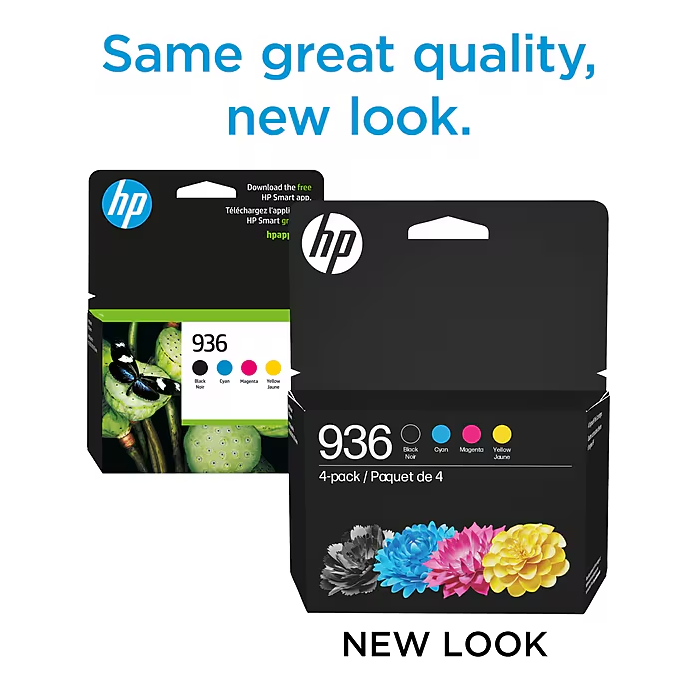 Same great quality,
new look.
hp
Download the free
HP Smart app.
Téléchargez l'appli
HP Smart gr
hpapp
936
Black
Noir
Cyan
Magenta
Yellow
Jaune
hp
936
Black
Noir
Cyan
Magenta
Yellow
Jaune
4-pack / Paquet de 4
NEW LOOK